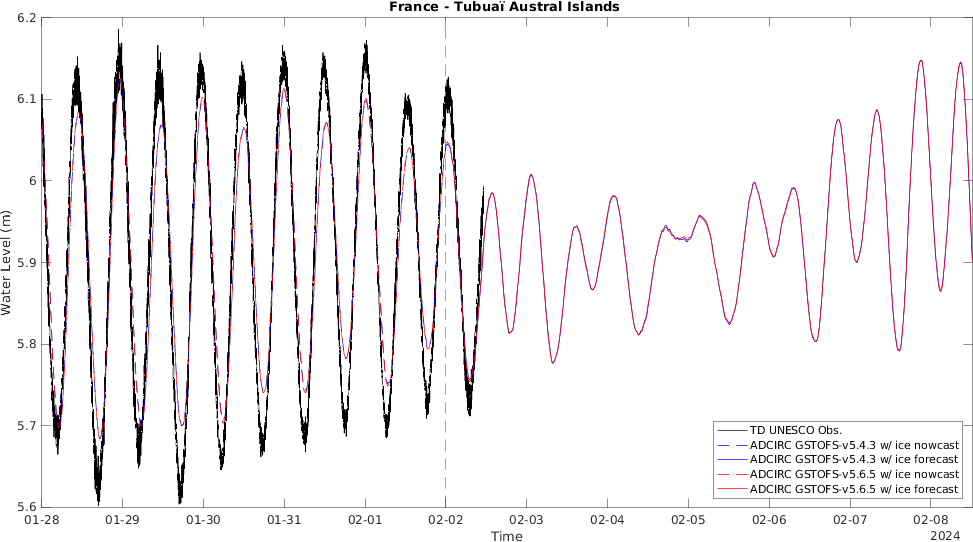 France - Tubuaï Austral Islands
6.2
6.1
6
5.9
5.8
5.7
5.6
Water Level (m)
TD UNESCO Obs.
ADCIRC GSTOFS-v5.4.3 w/ ice nowcast
ADCIRC GSTOFS-v5.4.3 w/ ice forecast
ADCIRC GSTOFS-v5.6.5 w/ ice nowcast
ADCIRC GSTOFS-v5.6.5 w/ ice forecast
01-28 01-29 01-30 01-31 02-01 02-02 02-03 02-04 02-05 02-06 02-07 02-08
Time
2024